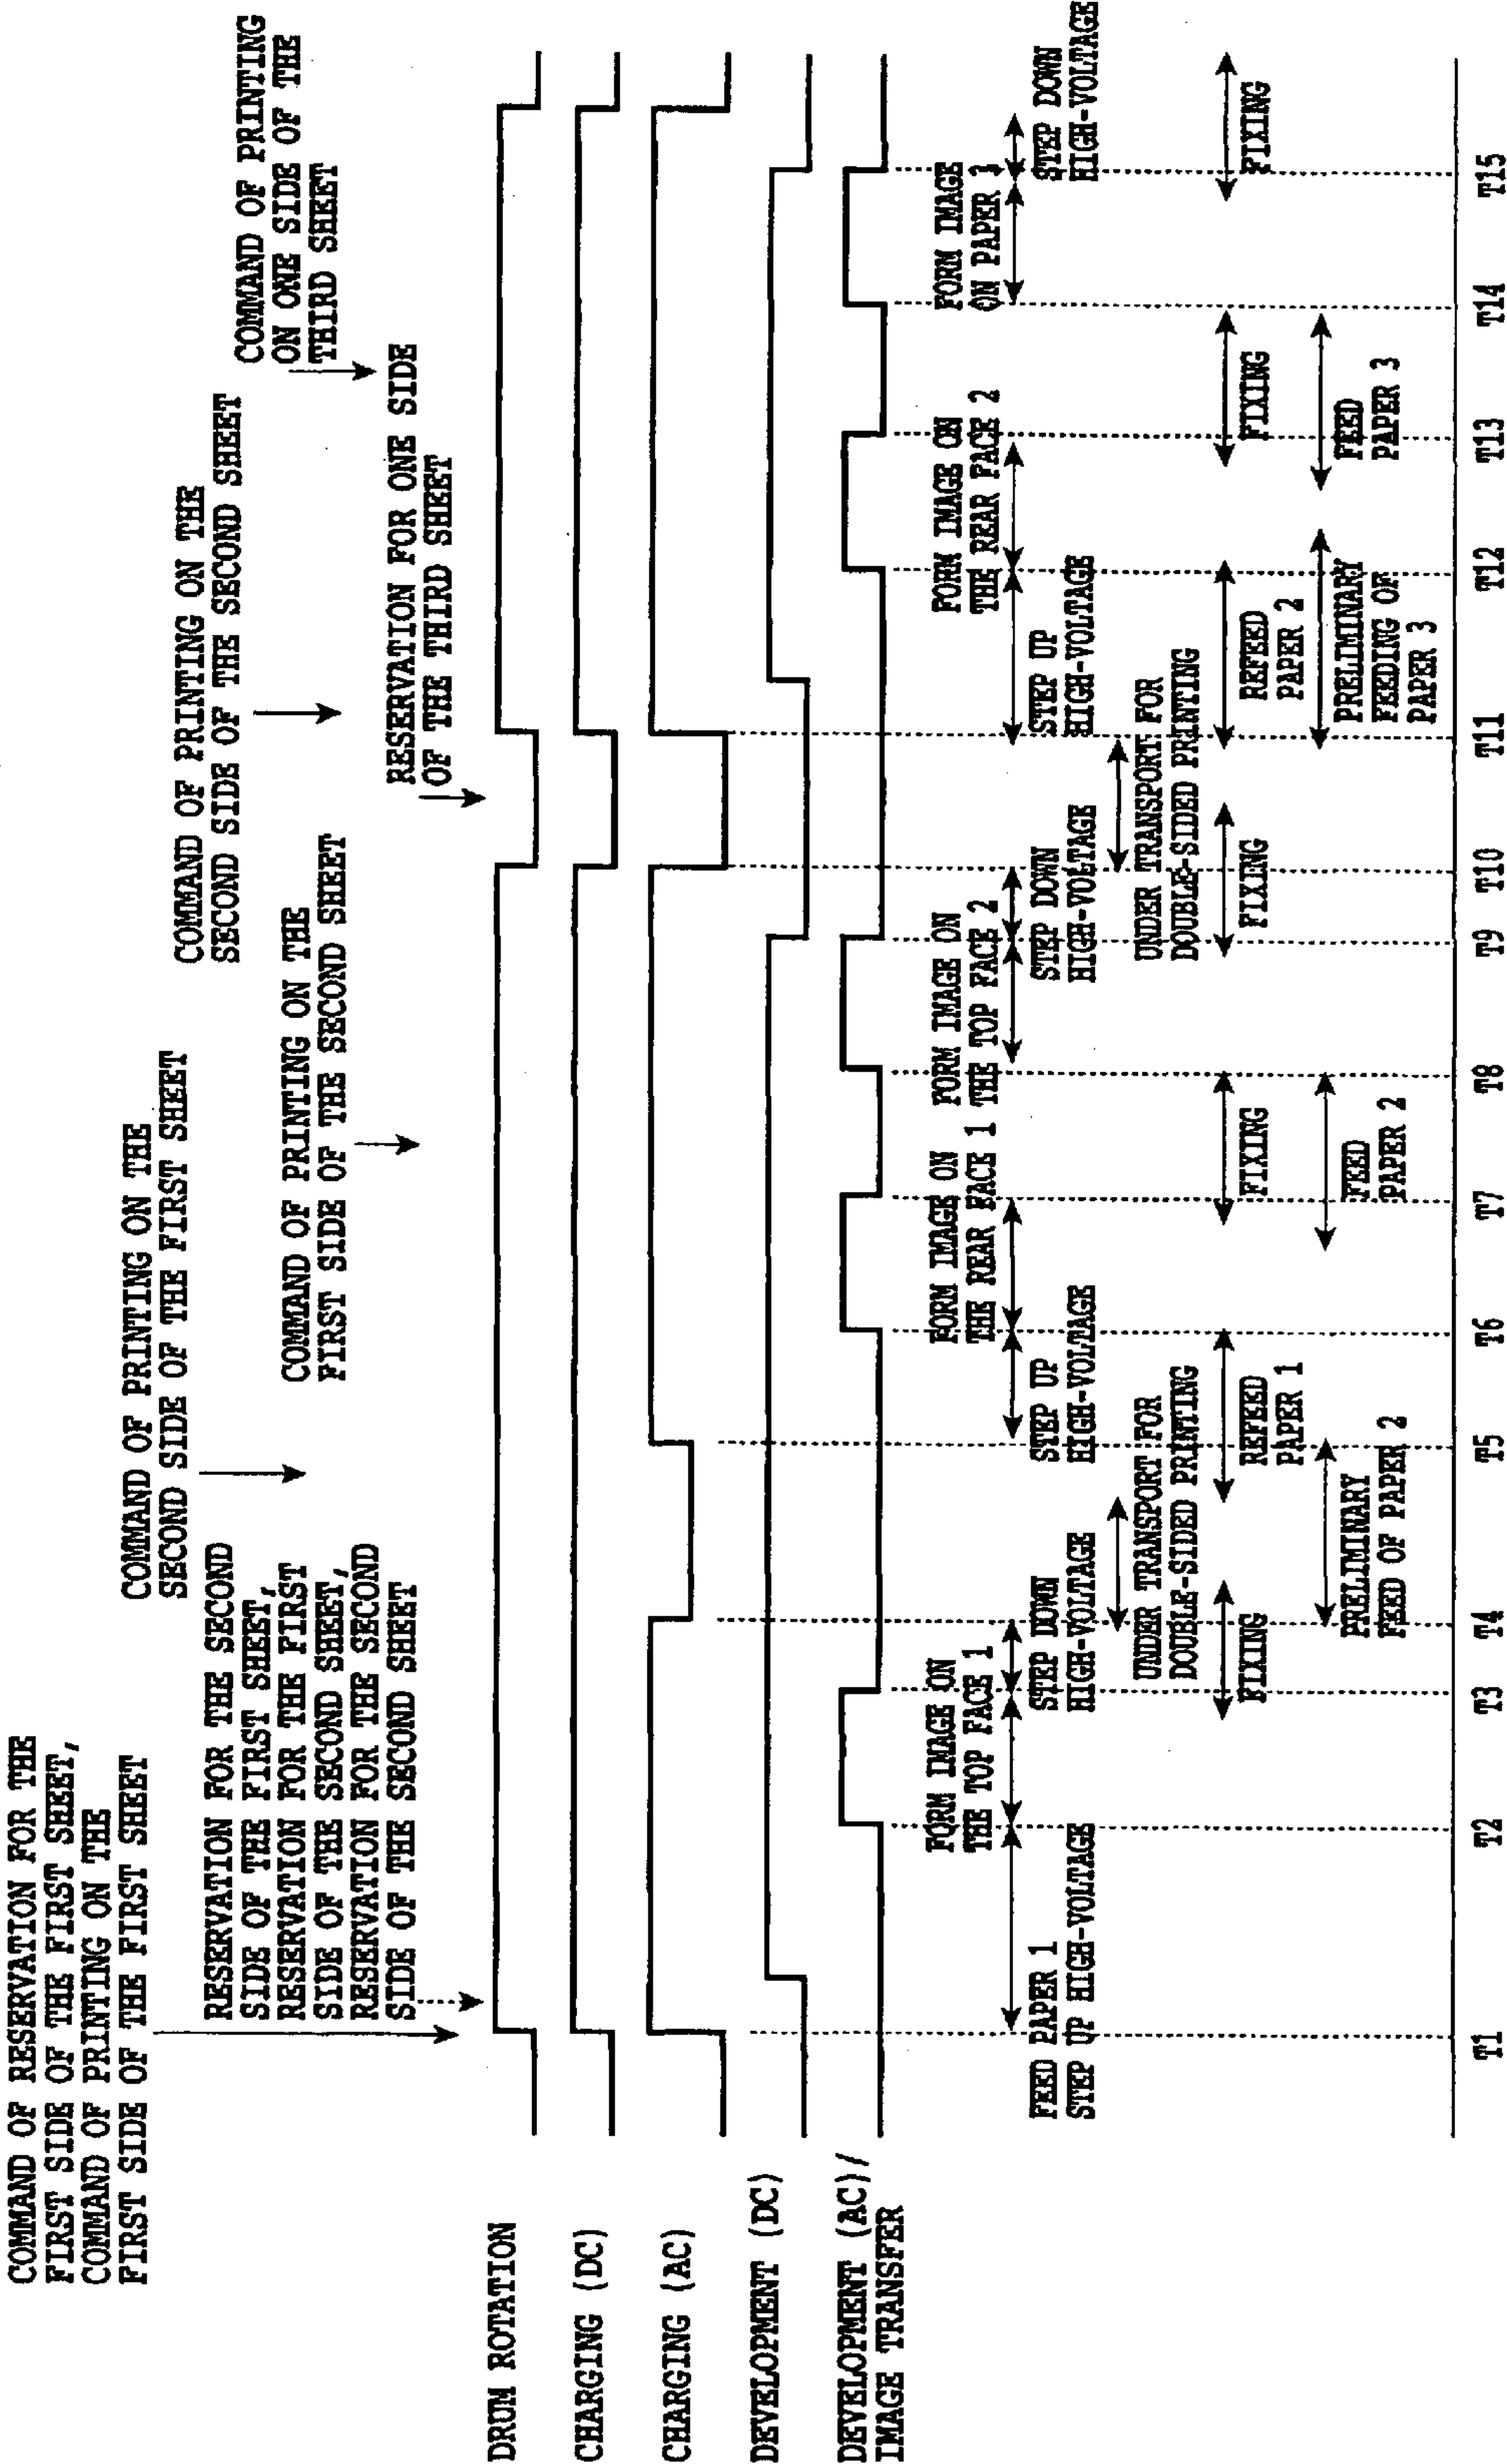 COMMAND OF RESERVATION FOR THE
FIRST SIDE OF THE FIRST SHEET,
COMMAND OF PRINTING ON THE
FIRST SIDE OF THE FIRST SHEET
RESERVATION FOR THE SECOND
SIDE OF THE FIRST SHEET,
RESERVATION FOR THE FIRST
SIDE OF THE SECOND SHEET,
RESERVATION FOR THE SECOND
SIDE OF THE SECOND SHEET
COMMAND OF PRINTING ON THE
SECOND SIDE OF THE FIRST SHEET
COMMAND OF PRINTING ON THE
FIRST SIDE OF THE SECOND SHEET
COMMAND OF PRINTING ON THE
SECOND SIDE OF THE SECOND SHEET
RESERVATION FOR ONE SIDE
OF THE THIRD SHEET
COMMAND OF PRINTING
ON ONE SIDE OF THE
THIRD SHEET
DRUM ROTATION
CHARGING (DC)
CHARGING (AC)
DEVELOPMENT (DC)
DEVELOPMENT (AC)/
IMAGE TRANSFER
FEED PAPER 1
STEP UP HIGH-VOLTAGE
FORM IMAGE ON
THE TOP FACE 1
STEP DOWN
HIGH-VOLTAGE
UNDER TRANSPORT FOR
DOUBLE-SIDED PRINTING
FIXING
PRELIMINARY
FEED OF PAPER 2
STEP UP
HIGH-VOLTAGE
REFEED
PAPER 1
FORM IMAGE ON
THE REAR FACE 1
FIXING
FEED
PAPER 2
FORM IMAGE ON
THE TOP FACE 2
STEP DOWN
HIGH-VOLTAGE
UNDER TRANSPORT FOR
DOUBLE-SIDED PRINTING
FIXING
STEP UP
HIGH-VOLTAGE
REFEED
PAPER 2
PRELIMINARY
FEEDING OF
PAPER 3
FORM IMAGE ON
THE REAR FACE 2
FIXING
FEED
PAPER 3
FORM IMAGE
ON PAPER 3
STEP DOWN
HIGH-VOLTAGE
FIXING
T1
T2
T3
T4
T5
T6
T7
T8
T9
T10
T11
T12
T13
T14
T15